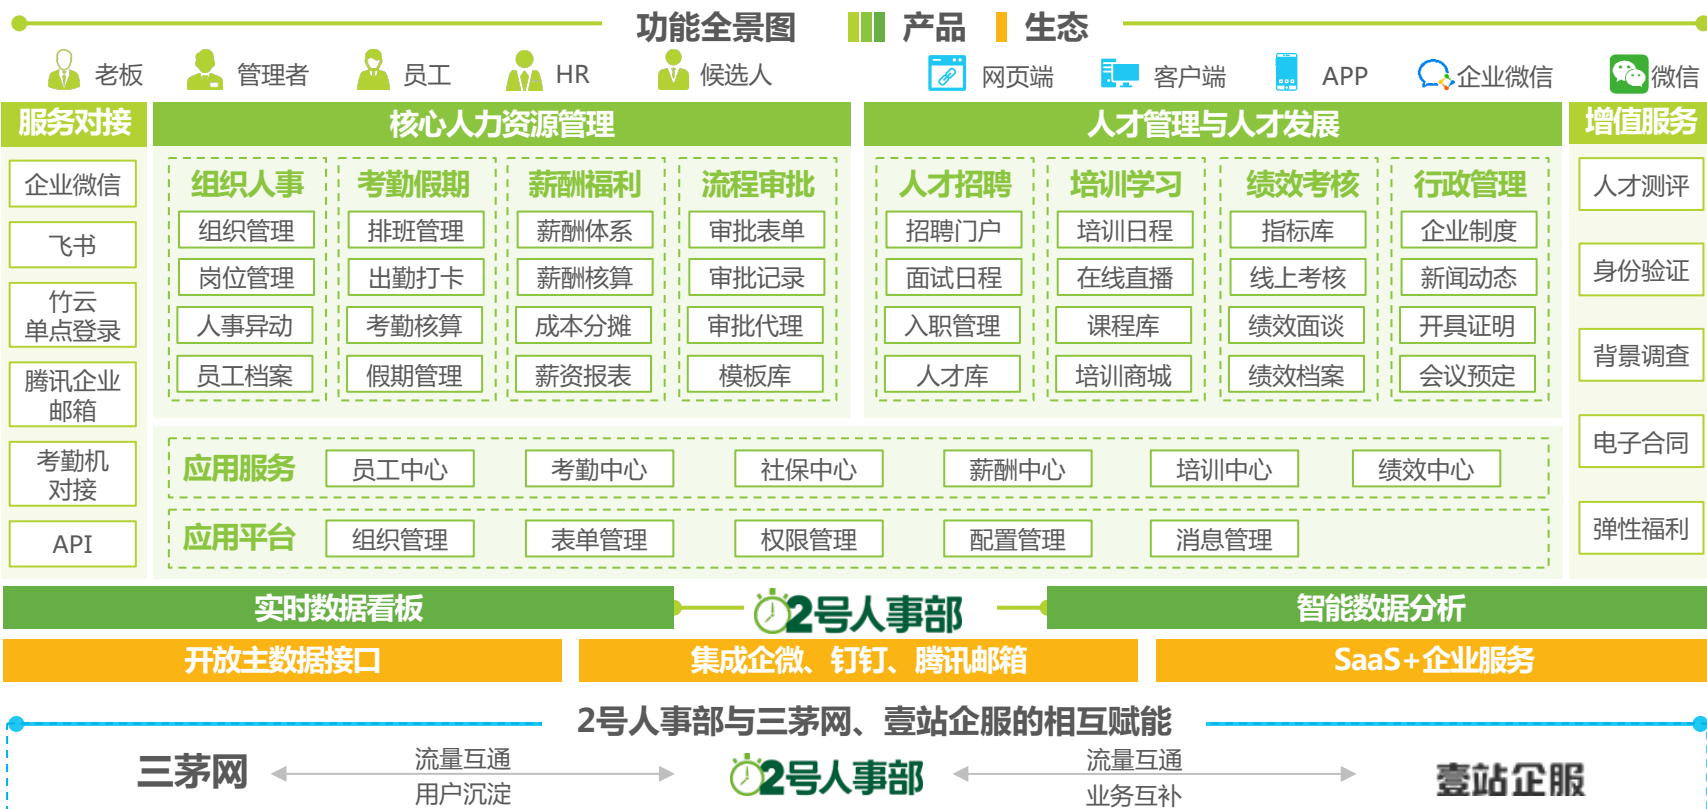 功能全景图 产品 生态
老板 管理者 员工 HR 候选人 网页端 客户端 APP 企业微信 微信
服务对接
企业微信
飞书
竹云
单点登录
腾讯企业
邮箱
考勤机
对接
API
核心人力资源管理
组织人事
组织管理
岗位管理
人事异动
员工档案
考勤假期
排班管理
出勤打卡
考勤核算
假期管理
薪酬福利
薪酬体系
薪酬核算
成本分摊
薪资报表
流程审批
审批表单
审批记录
审批代理
模板库
人才管理与人才发展
人才招聘
招聘门户
面试日程
入职管理
人才库
培训学习
培训日程
在线直播
课程库
培训商城
绩效考核
指标库
线上考核
绩效面谈
绩效档案
行政管理
企业制度
新闻动态
开具证明
会议预定
应用服务 员工中心 考勤中心 社保中心 薪酬中心 培训中心 绩效中心
应用平台 组织管理 表单管理 权限管理 配置管理 消息管理
增值服务
人才测评
身份验证
背景调查
电子合同
弹性福利
实时数据看板 2号人事部 智能数据分析
开放主数据接口 集成企微、钉钉、腾讯邮箱 SaaS+企业服务
2号人事部与三茅网、壹站企服的相互赋能
三茅网
流量互通
用户沉淀
2号人事部
流量互通
业务互补
壹站企服